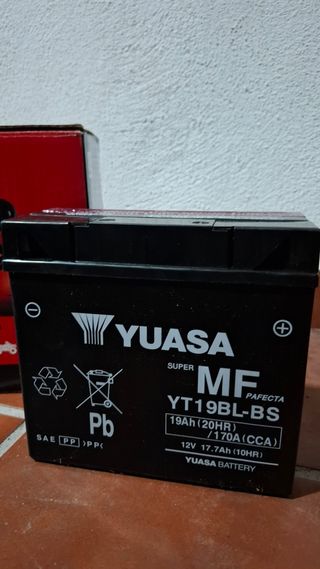 YUASA
SUPER MF PAFECTA
YT19BL-BS
19Ah(20HR)
/170A(CCA)
12V 17.7Ah(10HR)
YUASA BATTERY
Pb
SAE PP >PP<